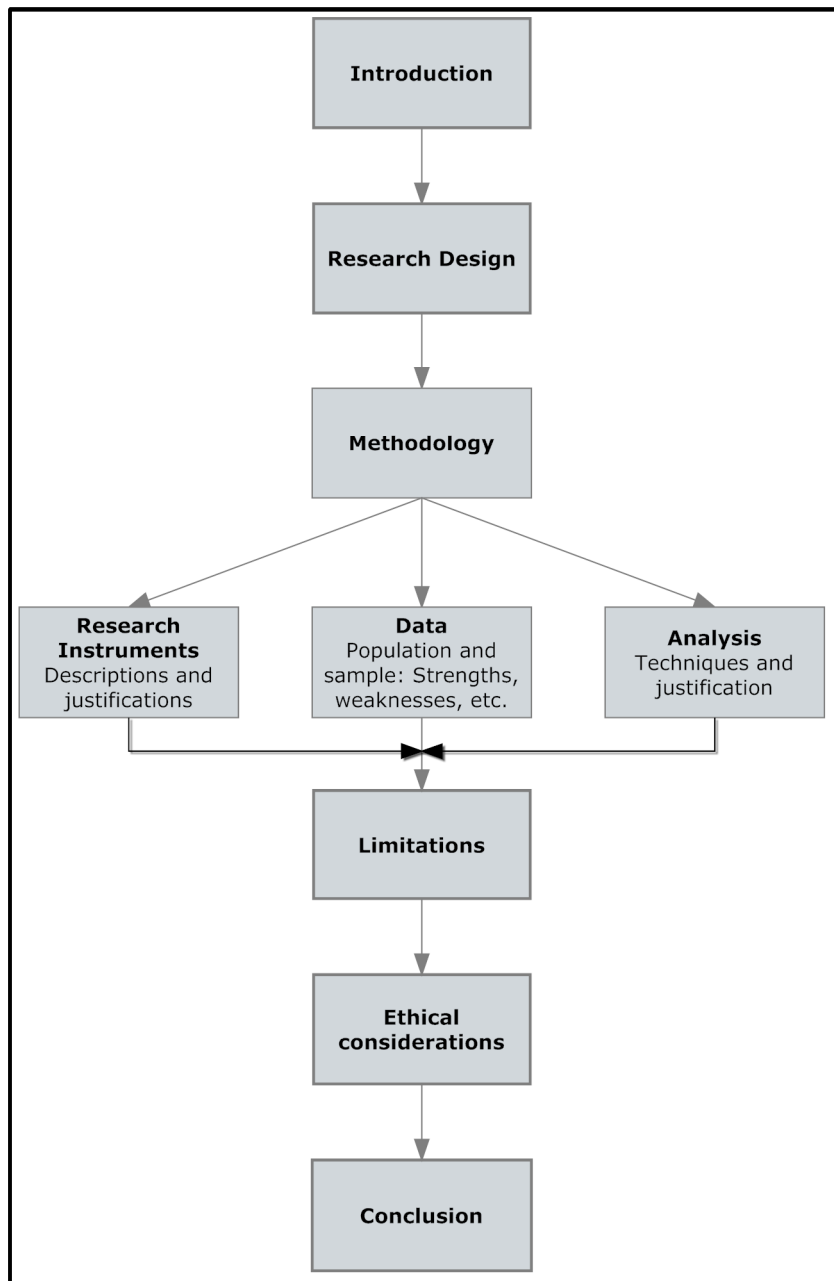 Introduction
Research Design
Methodology
Research
Instruments
Descriptions and
justifications
Data
Population and
sample: Strengths,
weaknesses, etc.
Analysis
Techniques and
justification
Limitations
Ethical
considerations
Conclusion